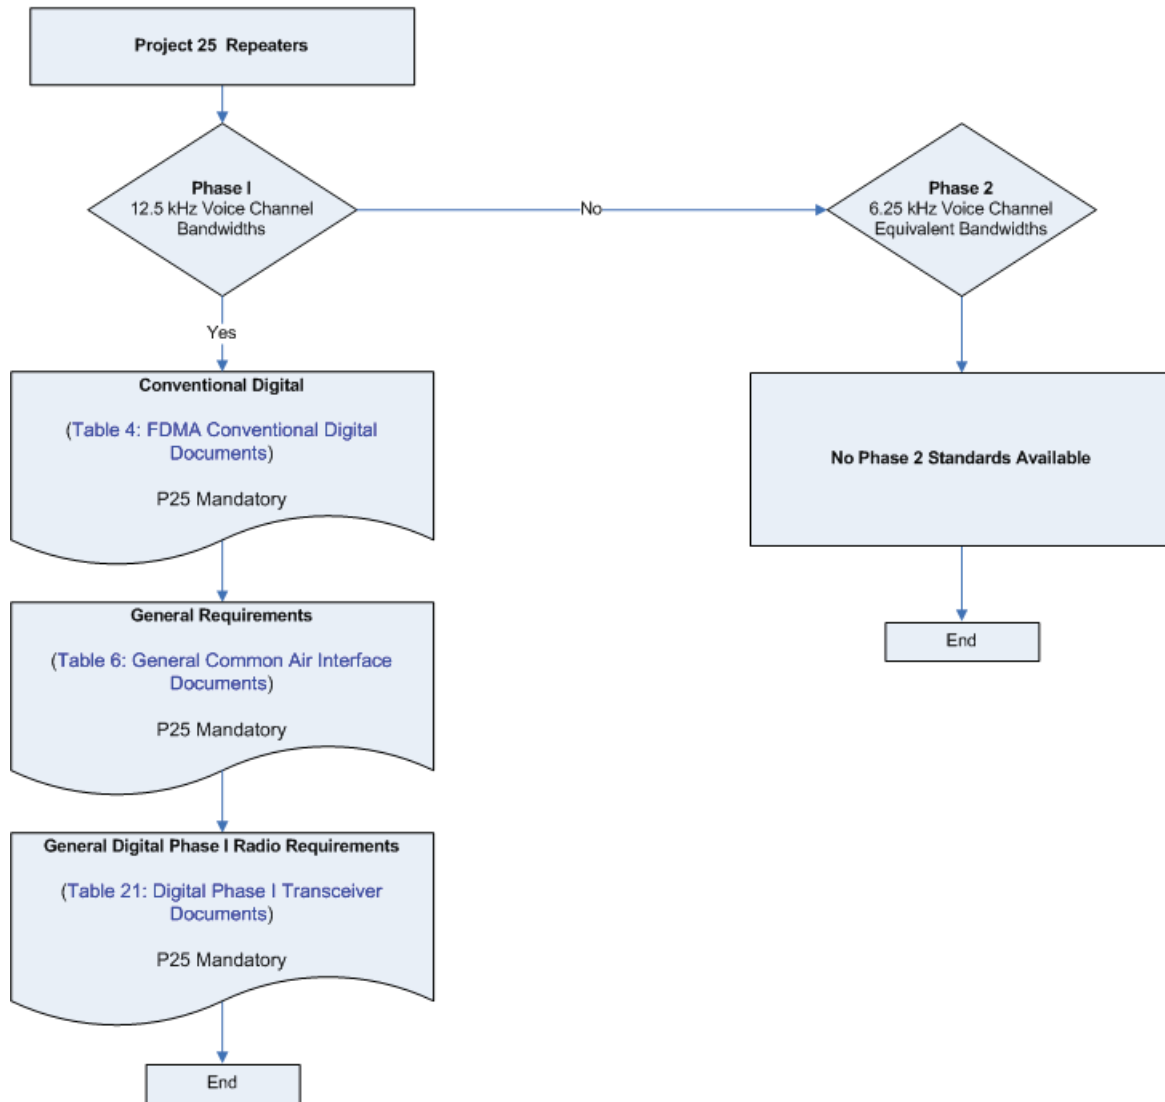 Project 25 Repeaters
Phase I
12.5 kHz Voice Channel
Bandwidths
No
Phase 2
6.25 kHz Voice Channel
Equivalent Bandwidths
Yes
Conventional Digital
(Table 4: FDMA Conventional Digital
Documents)
P25 Mandatory
No Phase 2 Standards Available
End
General Requirements
(Table 6: General Common Air Interface
Documents)
P25 Mandatory
General Digital Phase I Radio Requirements
(Table 21: Digital Phase I Transceiver
Documents)
P25 Mandatory
End